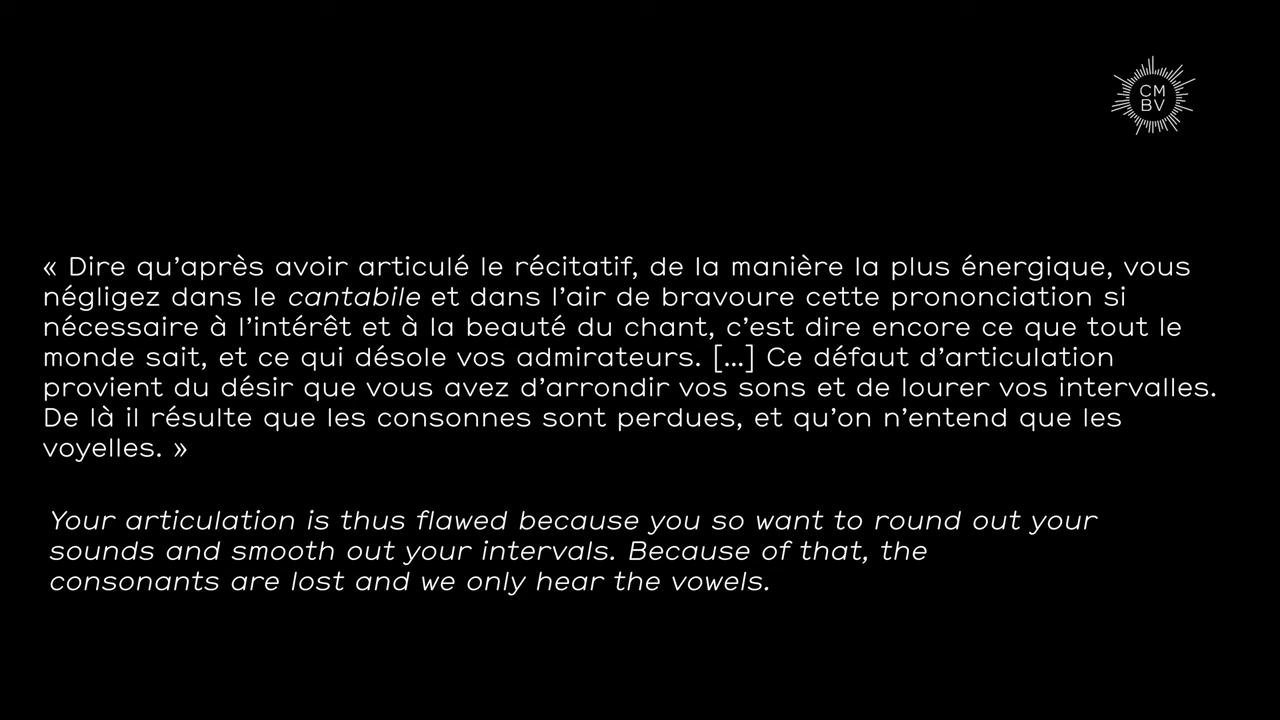 CM
BV
« Dire qu’après avoir articulé le récitatif, de la manière la plus énergique, vous
négligez dans le cantabile et dans l’air de bravoure cette prononciation si
nécessaire à l’intérêt et à la beauté du chant, c’est dire encore ce que tout le
monde sait, et ce qui désole vos admirateurs. [...] Ce défaut d’articulation
provient du désir que vous avez d’arrondir vos sons et de lourer vos intervalles.
De là il résulte que les consonnes sont perdues, et qu’on n’entend que les
voyelles. »
Your articulation is thus flawed because you so want to round out your
sounds and smooth out your intervals. Because of that, the
consonants are lost and we only hear the vowels.